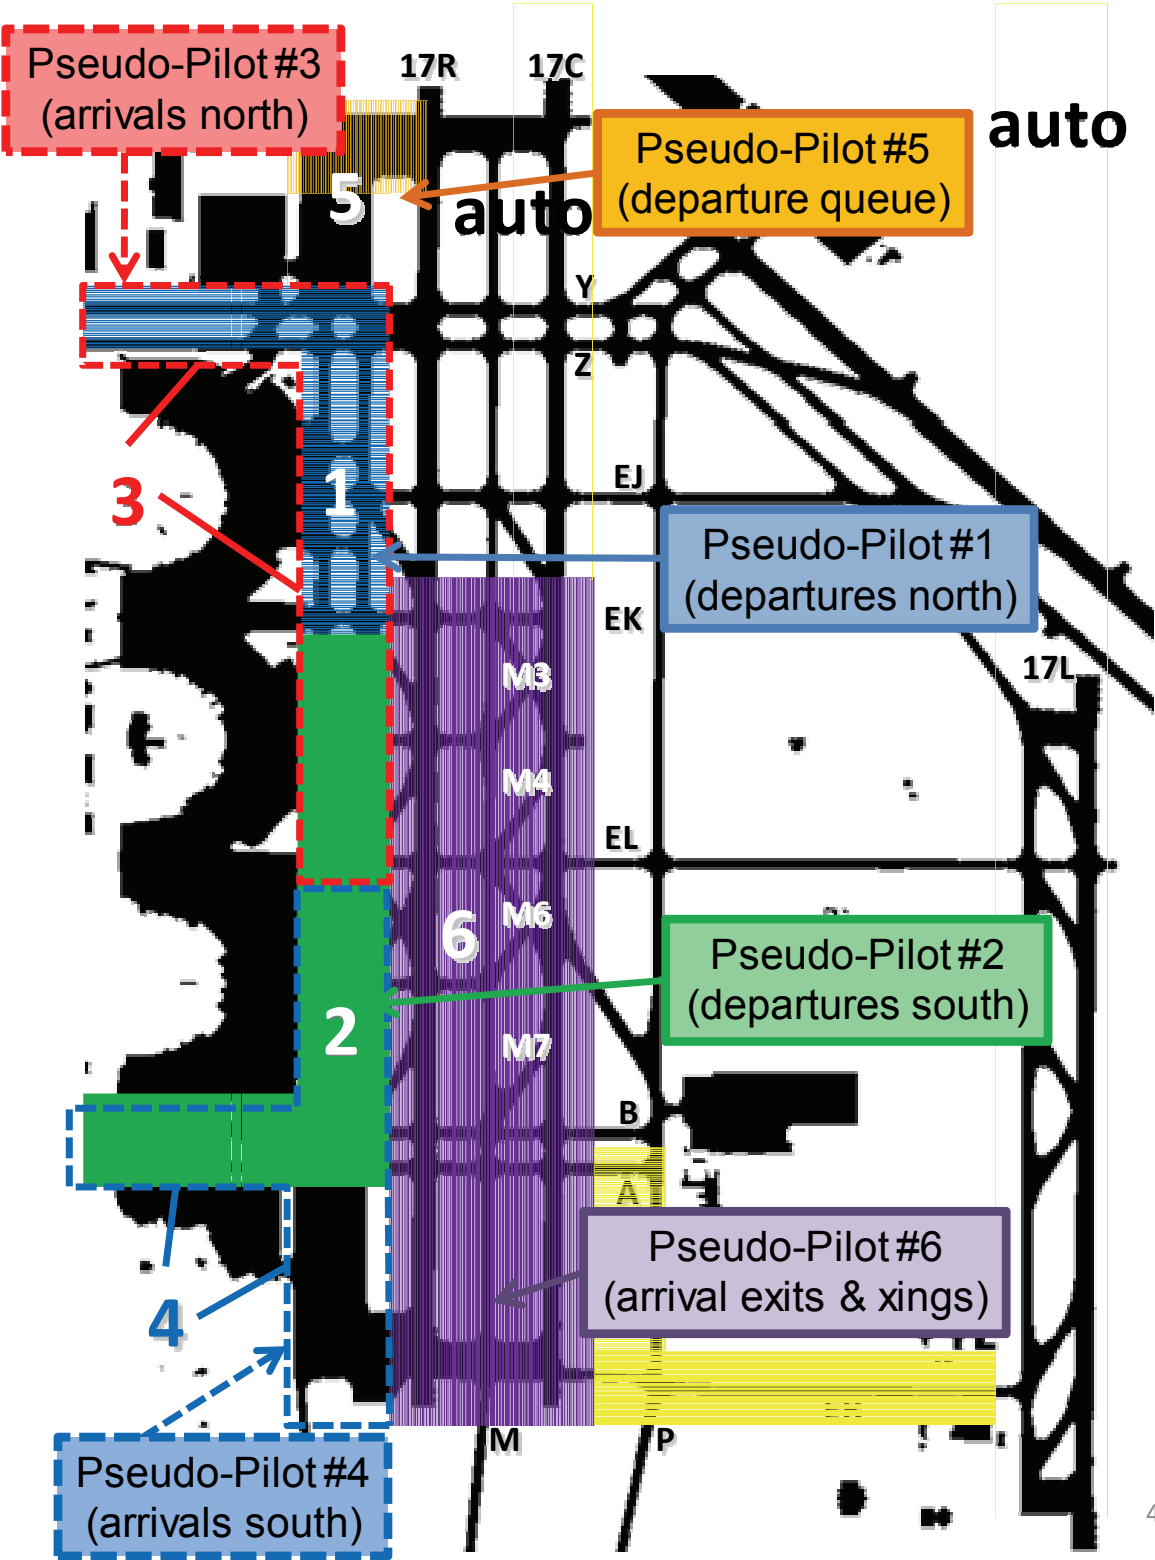 Pseudo-Pilot #3
(arrivals north)
17R
17C
auto
Pseudo-Pilot #5
(departure queue)
5
auto
Y
Z
EJ
3
1
Pseudo-Pilot #1
(departures north)
EK
M3
17L
M4
EL
6
M6
Pseudo-Pilot #2
(departures south)
2
M7
B
A
Pseudo-Pilot #6
(arrival exits & xings)
4
M
P
Pseudo-Pilot #4
(arrivals south)
4